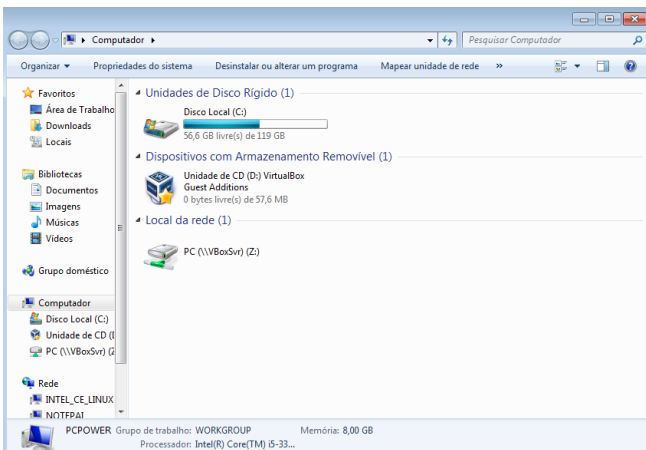 Computador
Pesquisar Computador
Organizar Propriedades do sistema Desinstalar ou alterar um programa Mapear unidade de rede »
Favoritos
Área de Trabalho
Downloads
Locais
Bibliotecas
Documentos
Imagens
Músicas
Vídeos
Grupo doméstico
Computador
Disco Local (C:)
Unidade de CD (D
PC (\\VBoxSvr) (Z
Rede
INTEL_CE_LINUX
NOTEPAI
Unidades de Disco Rígido (1)
Disco Local (C:)
56,6 GB livre(s) de 119 GB
Dispositivos com Armazenamento Removível (1)
Unidade de CD (D:) VirtualBox
Guest Additions
0 bytes livre(s) de 57,6 MB
Local da rede (1)
PC (\\VBoxSvr) (Z:)
PCPOWER Grupo de trabalho: WORKGROUP Memória: 8,00 GB
Processador: Intel(R) Core(TM) i5-33...